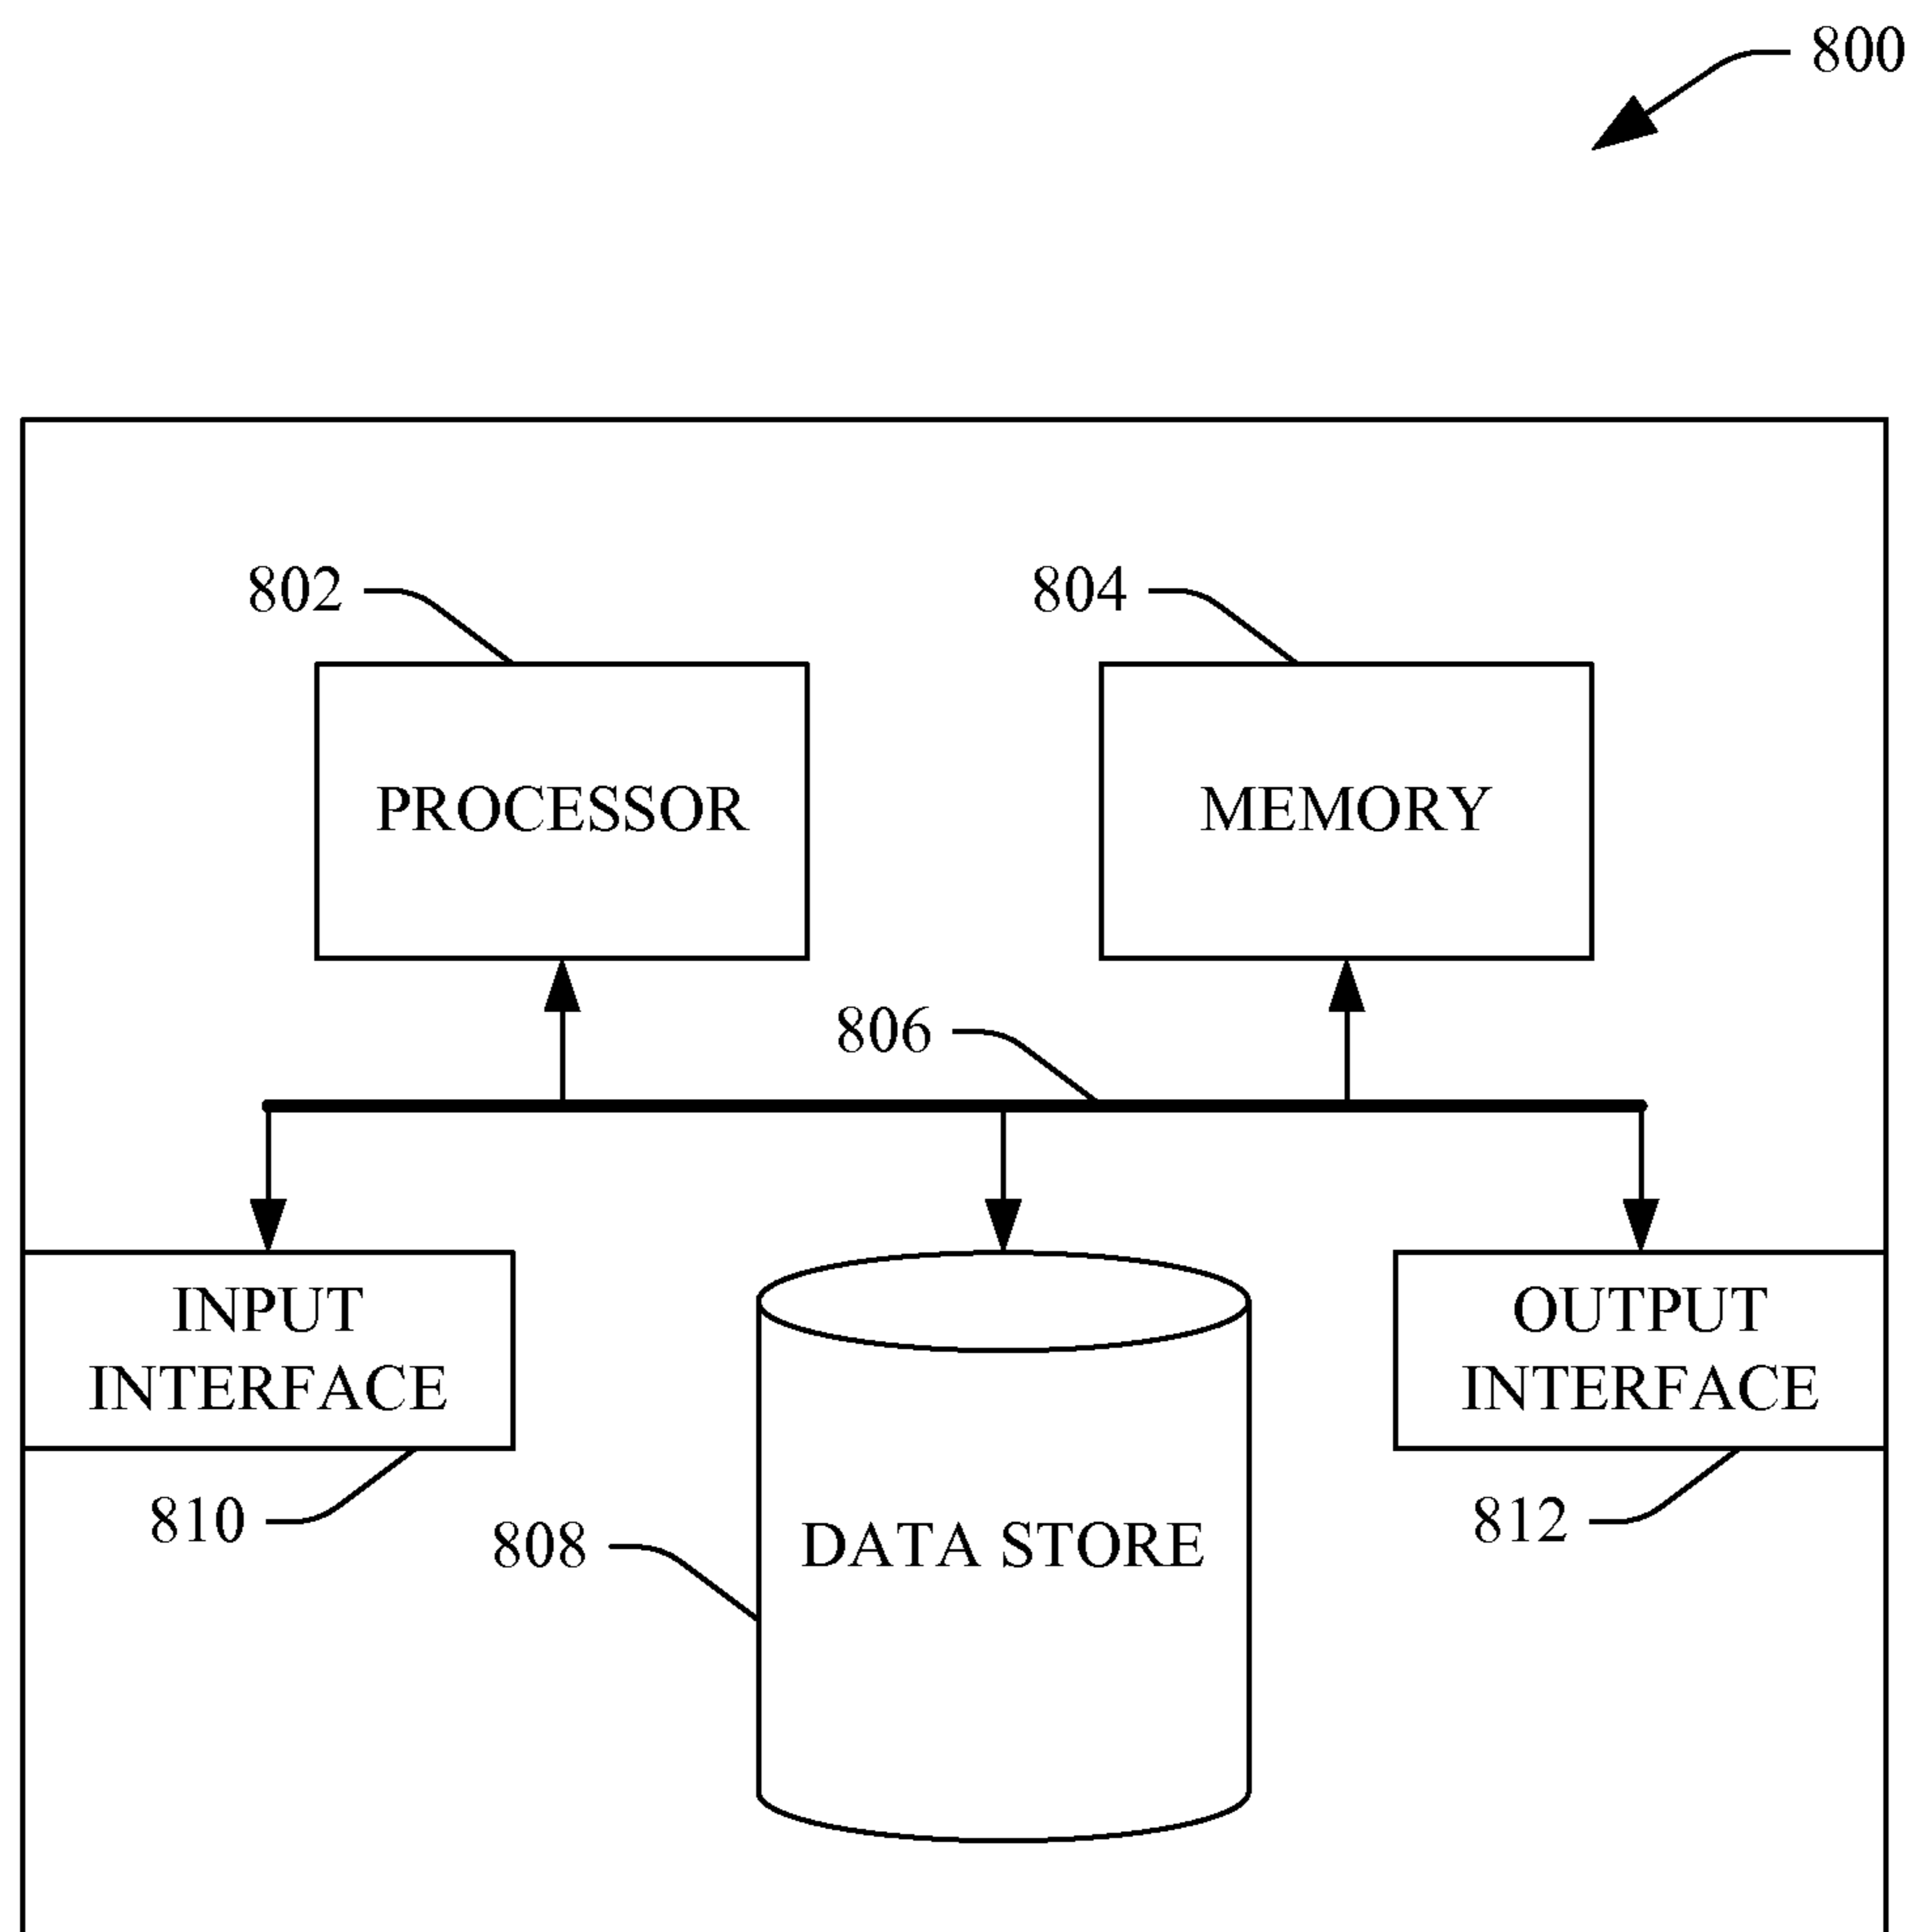 800
802
804
PROCESSOR
MEMORY
806
INPUT
INTERFACE
OUTPUT
INTERFACE
810
808
DATA STORE
812